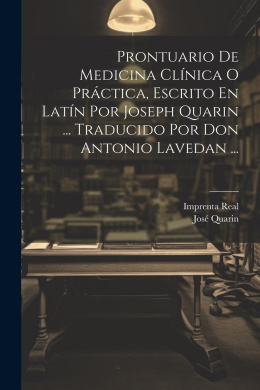 Prontuario De
Medicina Clínica O
Práctica, Escrito En
Latín Por Joseph Quarin
... Traducido Por Don
Antonio Lavedan ...
Imprenta Real
José Quarin